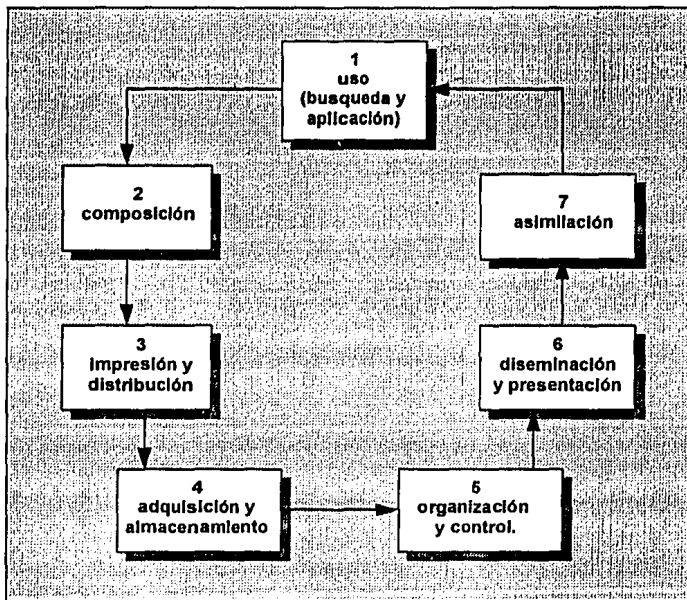 1
uso
(busqueda y
aplicación)
2
composición
3
impresión y
distribución
4
adquisición y
almacenamiento
5
organización
y control.
6
diseminación
y presentación
7
asimilación